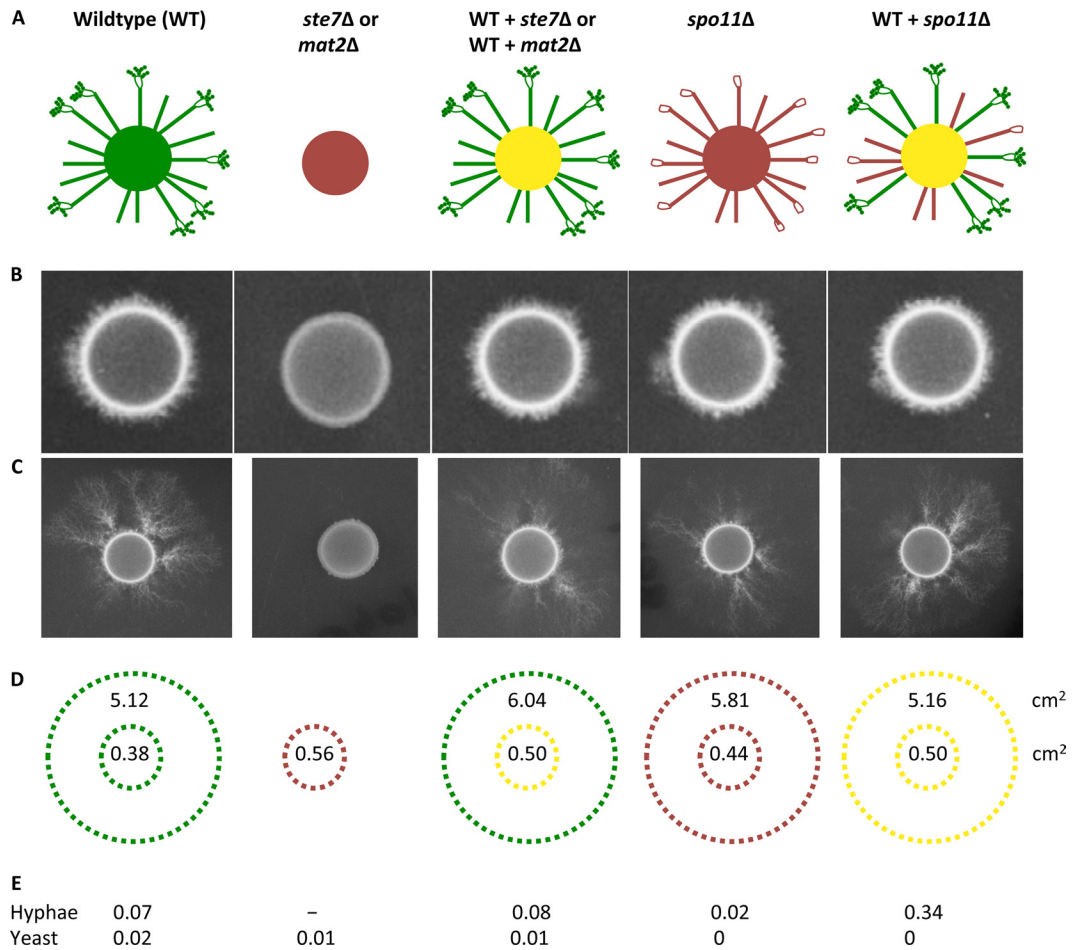 A
Wildtype (WT)
ste7Δ or
mat2Δ
WT + ste7Δ or
WT + mat2Δ
spo11Δ
WT + spo11Δ
B
C
D
5.12
6.04
5.81
5.16
cm²
0.38
0.56
0.50
0.44
0.50
cm²
E
Hyphae 0.07 – 0.08 0.02 0.34
Yeast 0.02 0.01 0.01 0 0